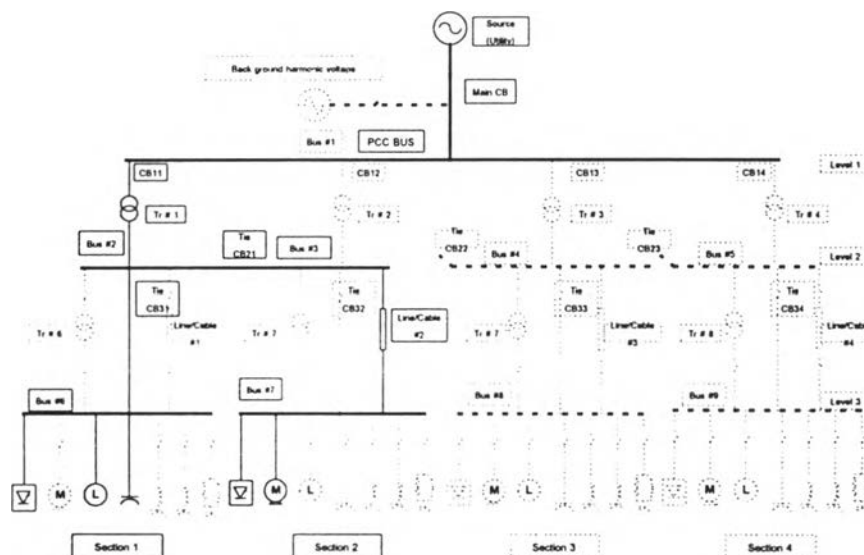 Source
(Utility)
Back ground harmonic voltage
Main CB
Bus #1
PCC BUS
CB11
CB12
CB13
CB14
Level 1
Tr # 1
Tr # 2
Tr # 3
Tr # 4
Bus #2
Tie
CB21
Bus #3
Tie
CB22
Bus #4
Tie
CB23
Bus #5
Level 2
Tie
CB31
Tie
CB32
Tie
CB33
Tie
CB34
Tr # 6
Line/Cable
#1
Tr # 7
Line/Cable
#2
Tr # 7
Line/Cable
#3
Tr # 8
Line/Cable
#4
Bus #6
Bus #7
Bus #8
Bus #9
Level 3
M
L
M
L
M
L
M
L
Section 1
Section 2
Section 3
Section 4